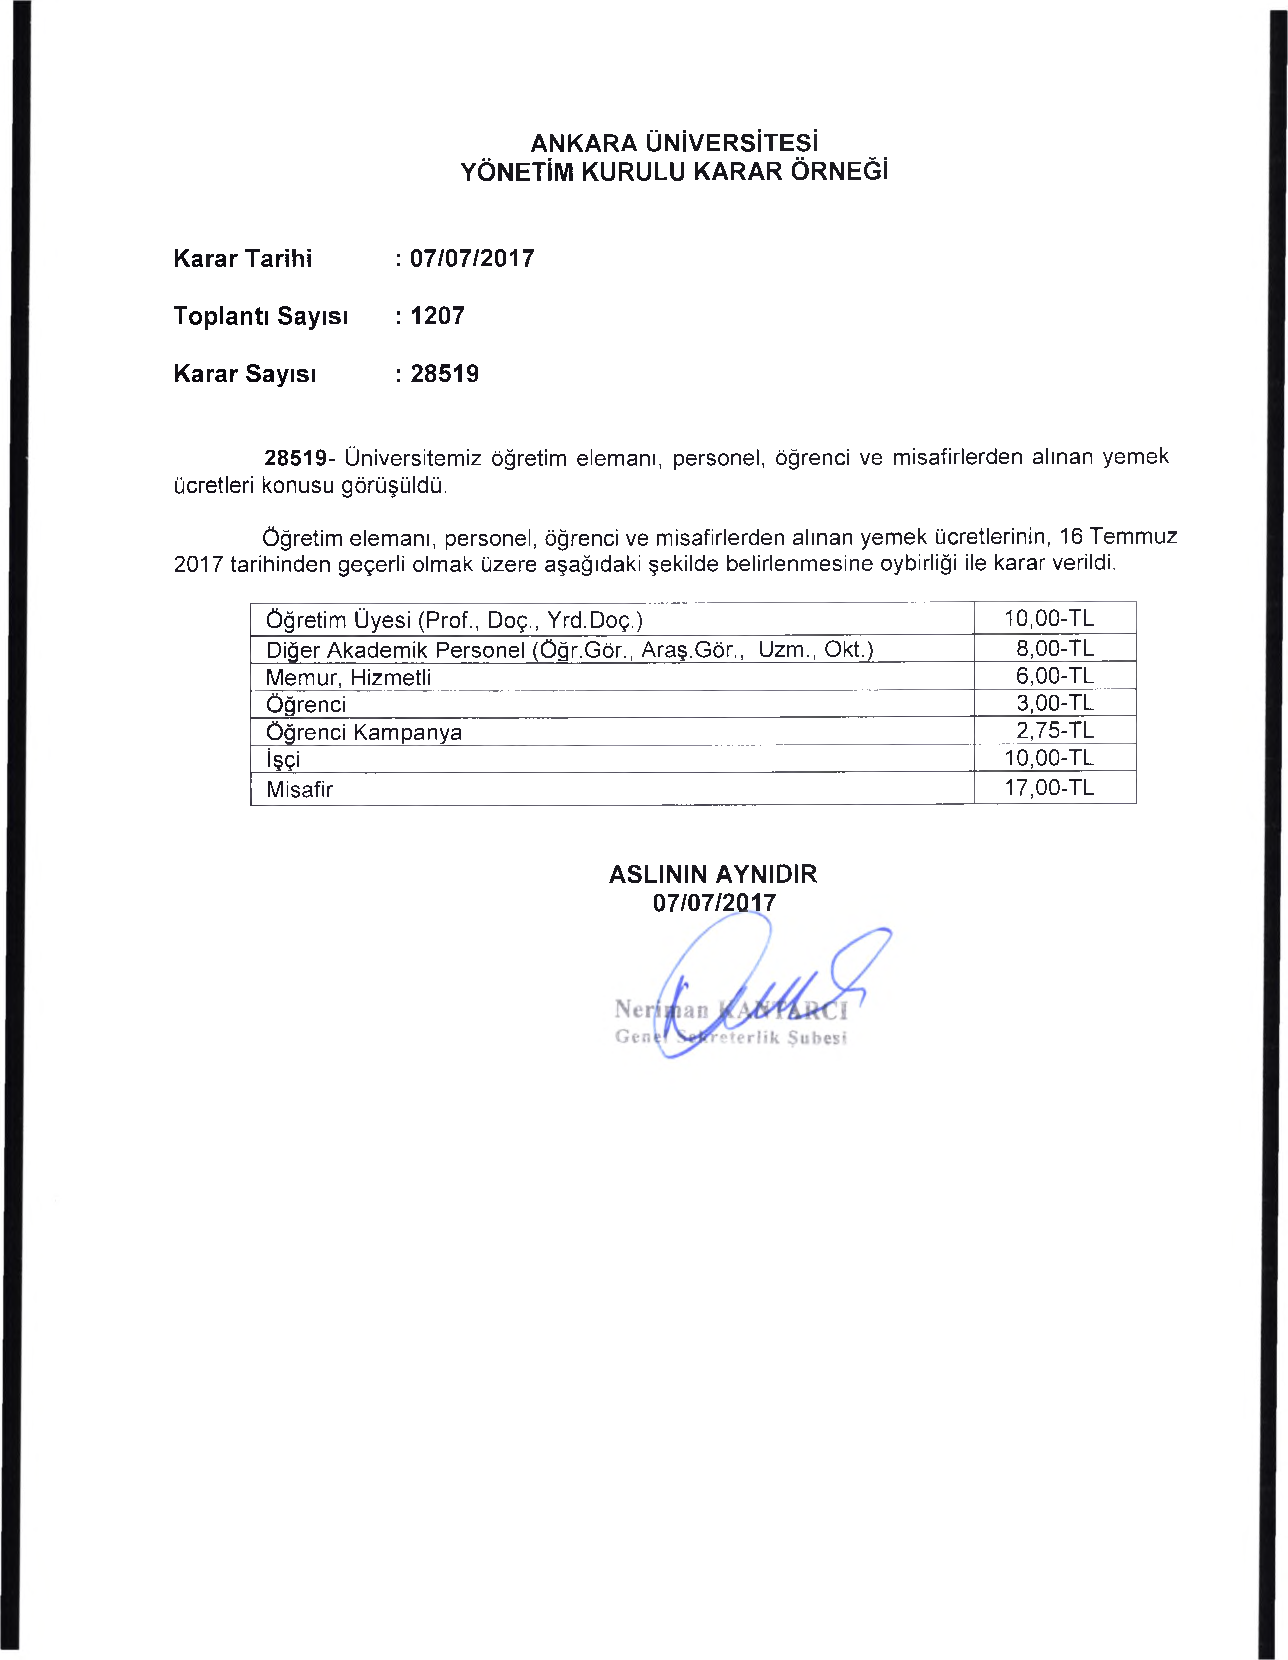 ANKARA ÜNİVERSİTESİ
YÖNETİM KURULU KARAR ÖRNEĞİ
Karar Tarihi : 07/07/2017
Toplantı Sayısı : 1207
Karar Sayısı : 28519
28519- Üniversitemiz öğretim elemanı, personel, öğrenci ve misafirlerden alınan yemek
ücretleri konusu görüşüldü.
Öğretim elemanı, personel, öğrenci ve misafirlerden alınan yemek ücretlerinin, 16 Temmuz
2017 tarihinden geçerli olmak üzere aşağıdaki şekilde belirlenmesine oybirliği ile karar verildi.
Öğretim Üyesi (Prof., Doç., Yrd.Doç.) 10,00-TL
Diğer Akademik Personel (Öğr.Gör., Araş.Gör., Uzm., Okt.) 8,00-TL
Memur, Hizmetli 6,00-TL
Öğrenci 3,00-TL
Öğrenci Kampanya 2,75-TL
İşçi 10,00-TL
Misafir 17,00-TL
ASLININ AYNIDIR
07/07/2017
Neriman KANTARCI
Genel Sekreterlik Şubesi